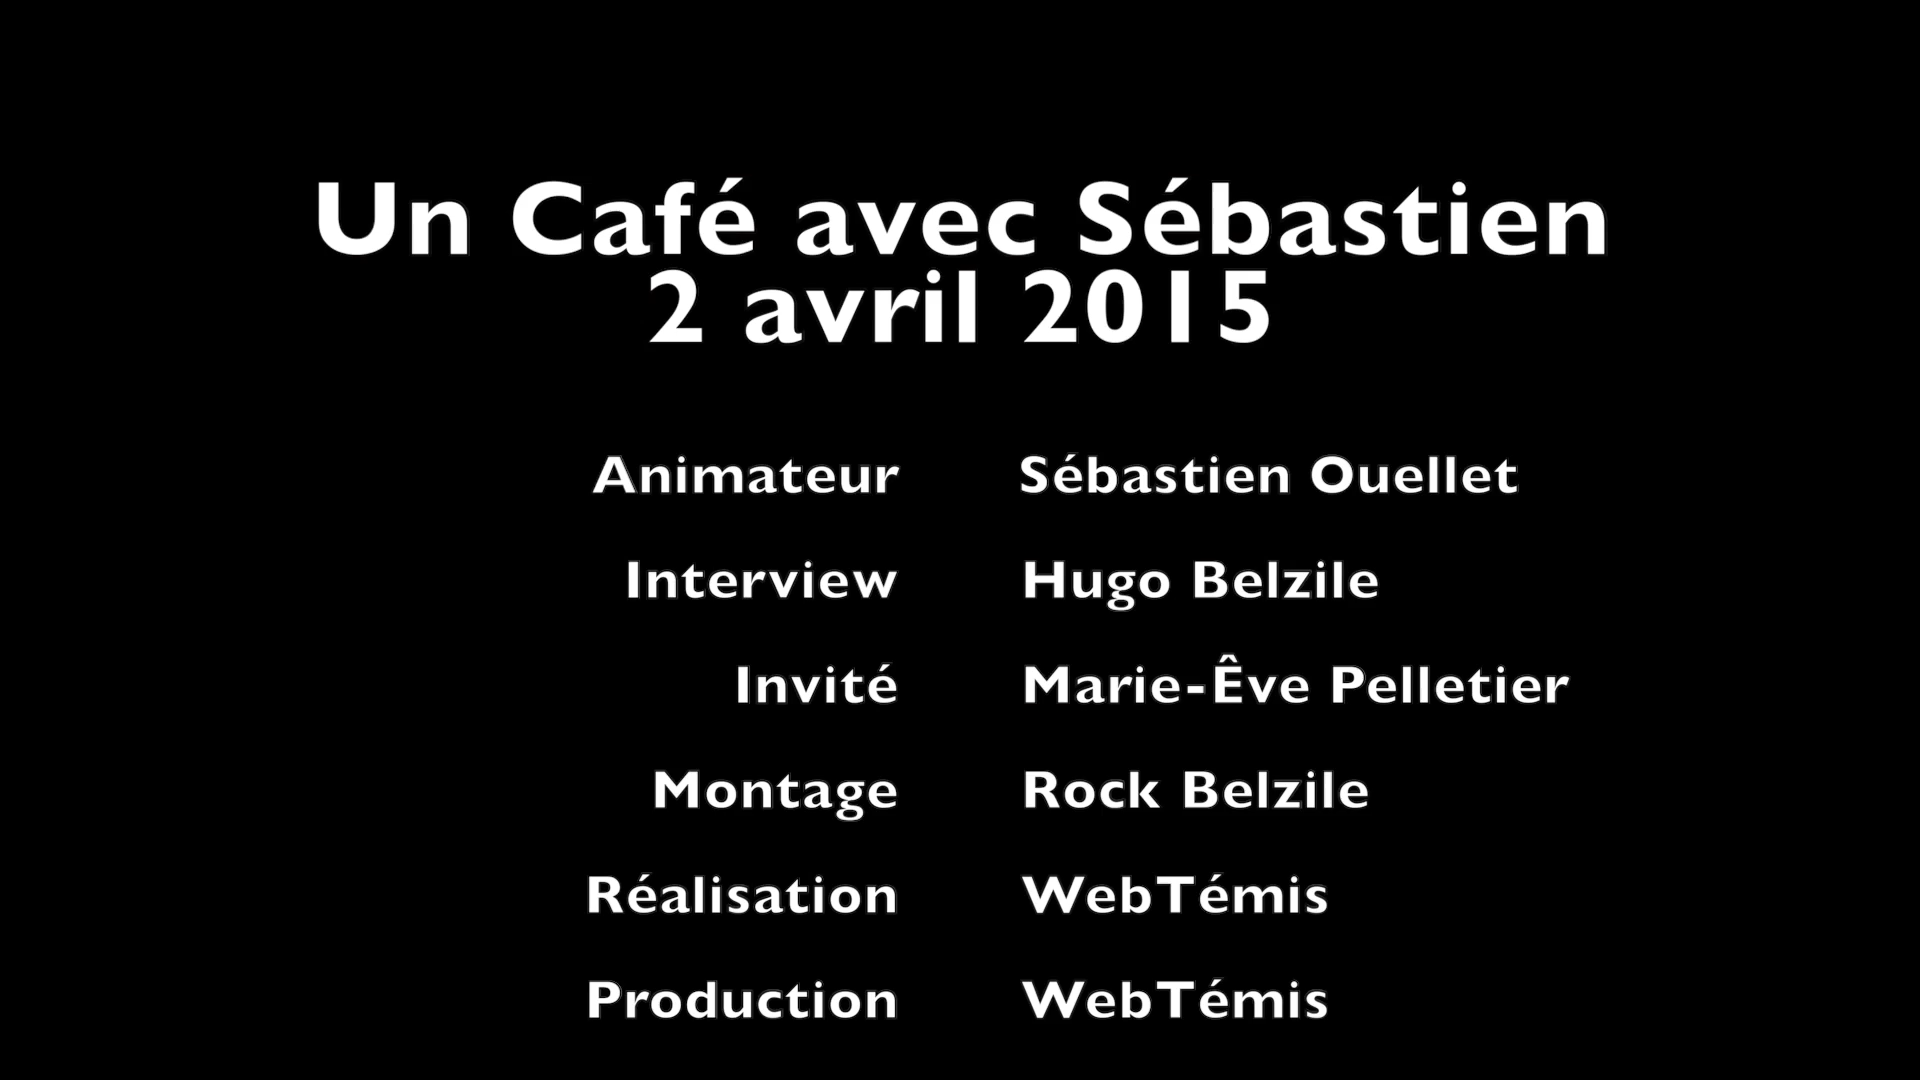 Un Café avec Sébastien
2 avril 2015
Animateur Sébastien Ouellet
Interview Hugo Belzile
Invité Marie-Êve Pelletier
Montage Rock Belzile
Réalisation WebTémis
Production WebTémis